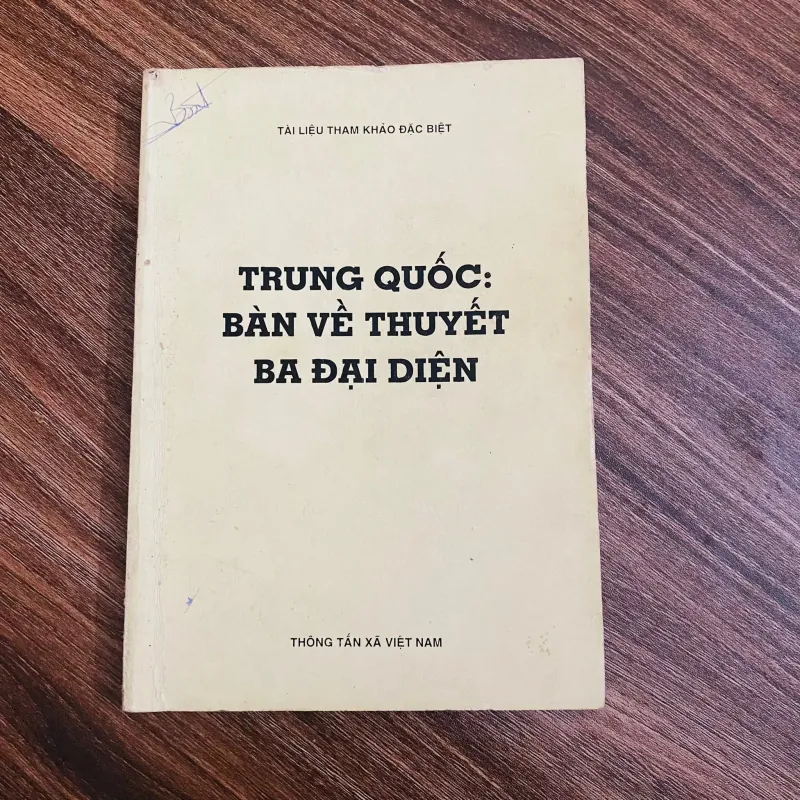 TÀI LIỆU THAM KHẢO ĐẶC BIỆT
TRUNG QUỐC:
BÀN VỀ THUYẾT
BA ĐẠI DIỆN
THÔNG TẤN XÃ VIỆT NAM